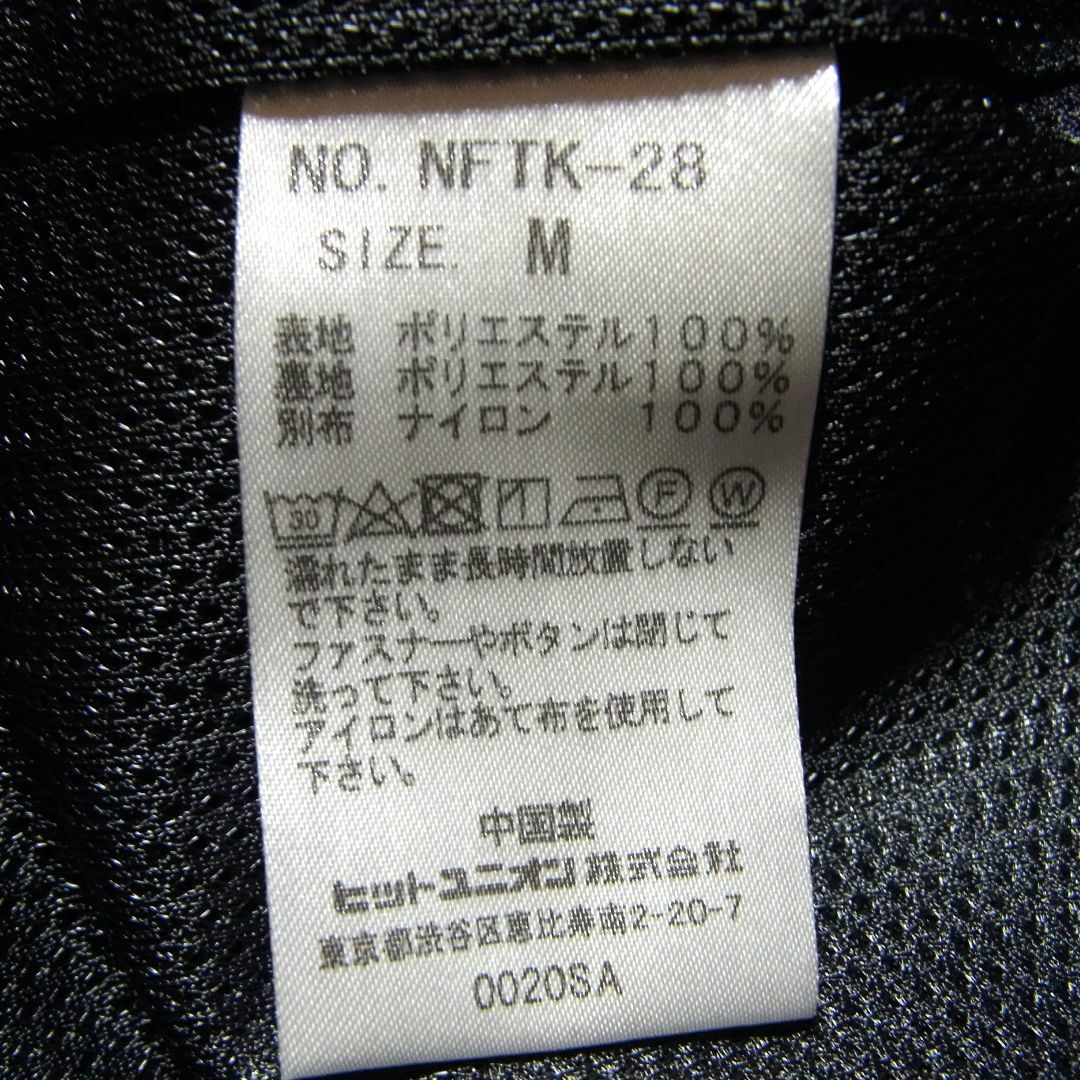 NO. NFTK-28
SIZE. M
表地 ポリエステル100%
裏地 ポリエステル100%
別布 ナイロン 100%
30 F W
濡れたまま長時間放置しない
で下さい。
ファスナーやボタンは閉じて
洗って下さい。
アイロンはあて布を使用して
下さい。
中国製
ヒットユニオン株式会社
東京都渋谷区恵比寿南2-20-7
0020SA